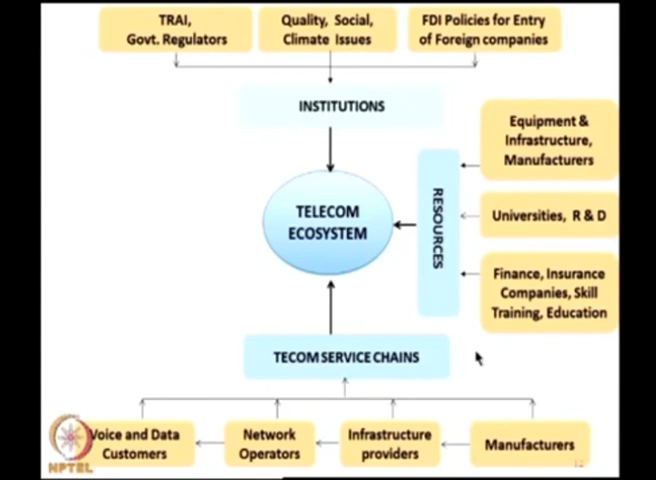 TRAI,
Govt. Regulators
Quality, Social,
Climate Issues
FDI Policies for Entry
of Foreign companies
INSTITUTIONS
Equipment &
Infrastructure,
Manufacturers
TELECOM
ECOSYSTEM
RESOURCES
Universities, R & D
Finance, Insurance
Companies, Skill
Training, Education
TECOM SERVICE CHAINS
Voice and Data
Customers
Network
Operators
Infrastructure
providers
Manufacturers
NPTEL
12